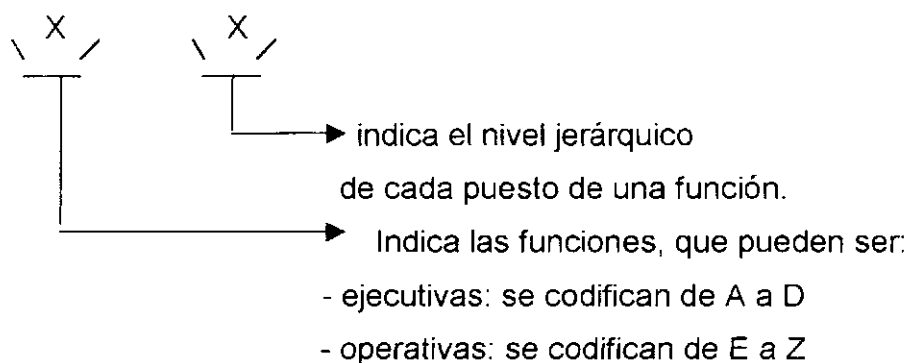 X X
indica el nivel jerárquico
de cada puesto de una función.
Indica las funciones, que pueden ser:
- ejecutivas: se codifican de A a D
- operativas: se codifican de E a Z